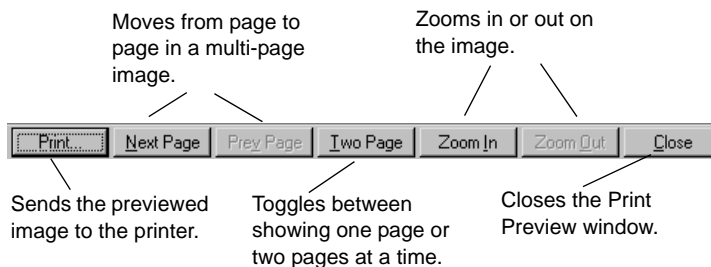 Moves from page to
page in a multi-page
image.
Zooms in or out on
the image.
Print... Next Page Prev Page Two Page Zoom In Zoom Out Close
Sends the previewed
image to the printer.
Toggles between
showing one page or
two pages at a time.
Closes the Print
Preview window.